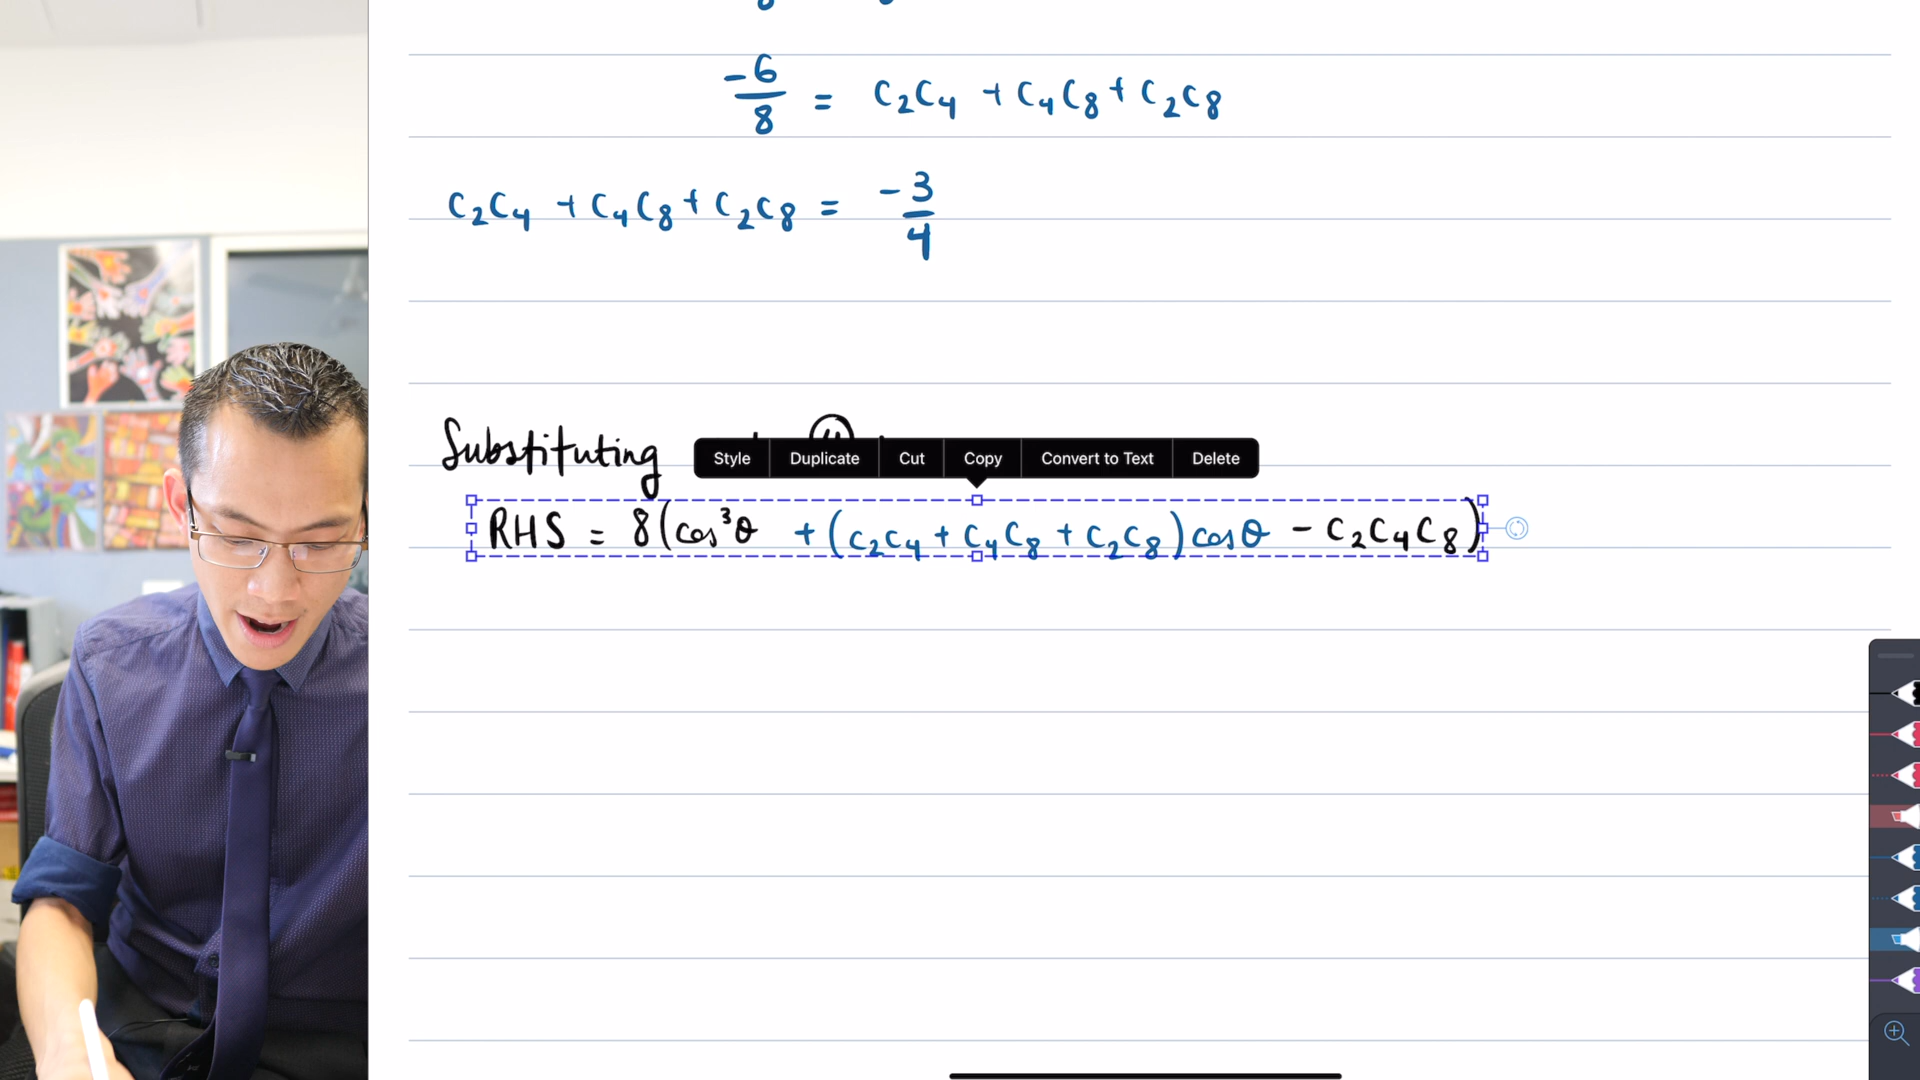 -6/8 = C₂C₄ + C₄C₈ + C₂C₈
C₂C₄ + C₄C₈ + C₂C₈ = -3/4
Substituting
Style Duplicate Cut Copy Convert to Text Delete
RHS = 8(cos³θ + (C₂C₄ + C₄C₈ + C₂C₈)cosθ - C₂C₄C₈)